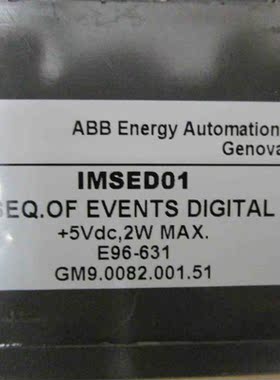 ABB Energy Automation
Genova
IMSED01
SEQ.OF EVENTS DIGITAL
+5Vdc,2W MAX.
E96-631
GM9.0082.001.51